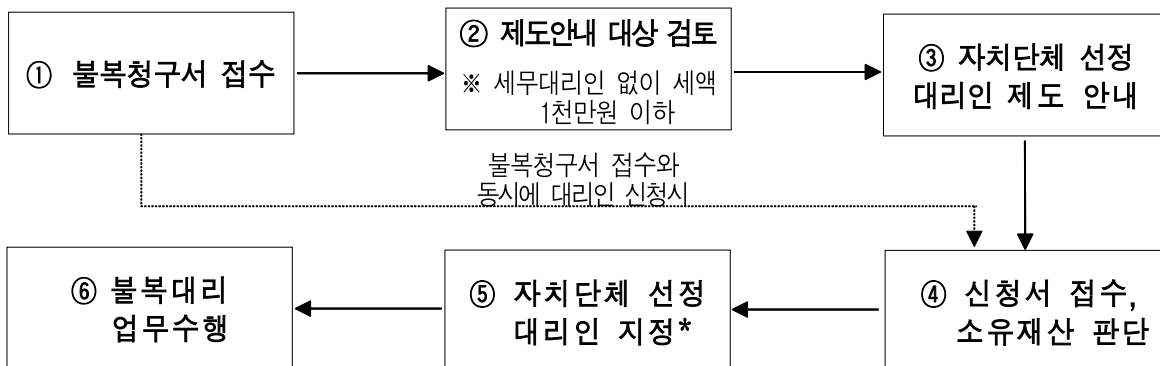 ① 불복청구서 접수
② 제도안내 대상 검토
※ 세무대리인 없이 세액
1천만원 이하
③ 자치단체 선정
대리인 제도 안내
불복청구서 접수와
동시에 대리인 신청시
④ 신청서 접수,
소유재산 판단
⑤ 자치단체 선정
대리인 지정*
⑥ 불복대리
업무수행